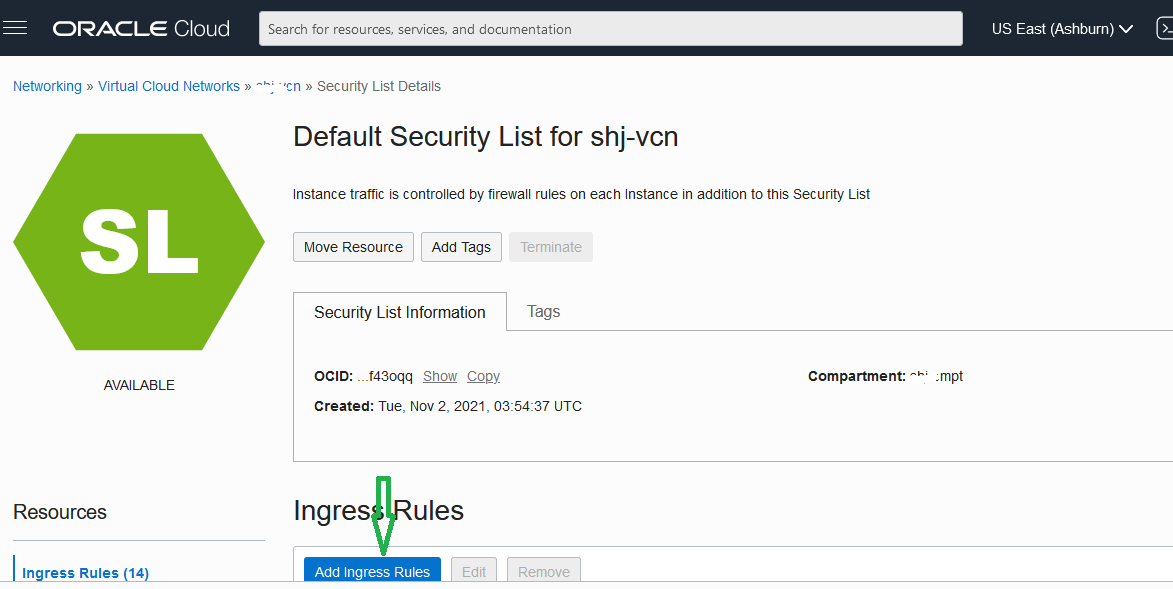 ORACLE Cloud
Search for resources, services, and documentation
US East (Ashburn)
Networking » Virtual Cloud Networks » » Security List Details
Default Security List for shj-vcn
Instance traffic is controlled by firewall rules on each Instance in addition to this Security List
Move Resource
Add Tags
Terminate
SL
AVAILABLE
Security List Information
Tags
OCID: ...f43oqq Show Copy
Compartment:
Created: Tue, Nov 2, 2021, 03:54:37 UTC
Resources
Ingress Rules (14)
Ingress Rules
Add Ingress Rules
Edit
Remove